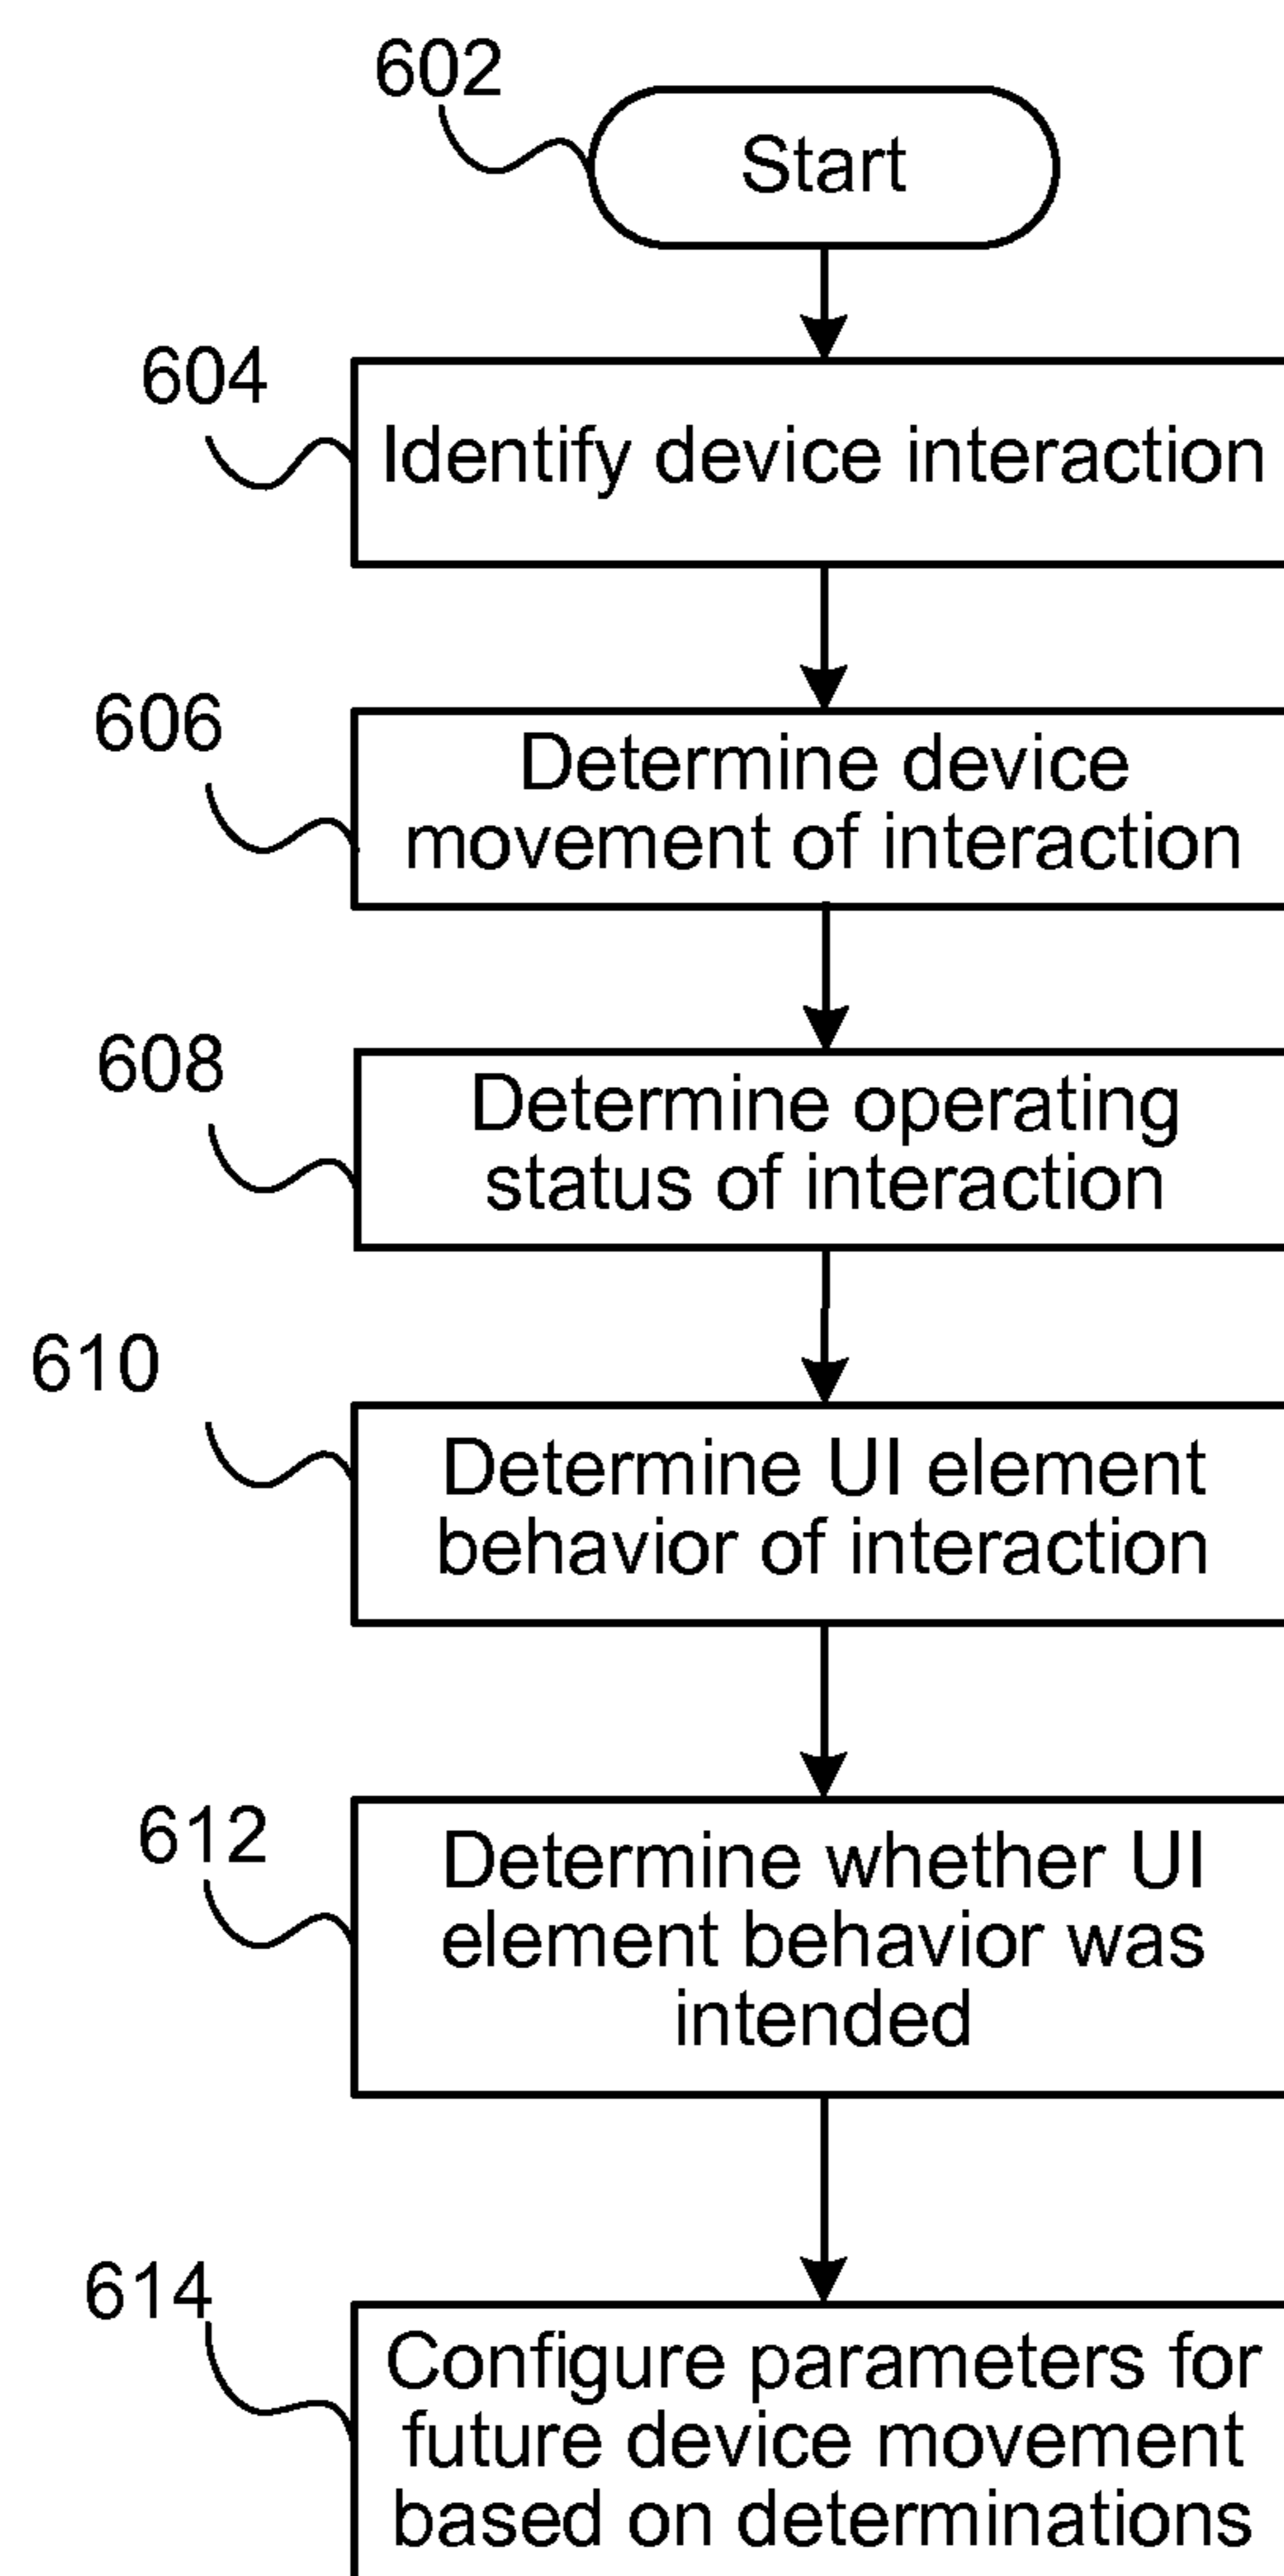 602
Start
604
Identify device interaction
606
Determine device
movement of interaction
608
Determine operating
status of interaction
610
Determine UI element
behavior of interaction
612
Determine whether UI
element behavior was
intended
614
Configure parameters for
future device movement
based on determinations